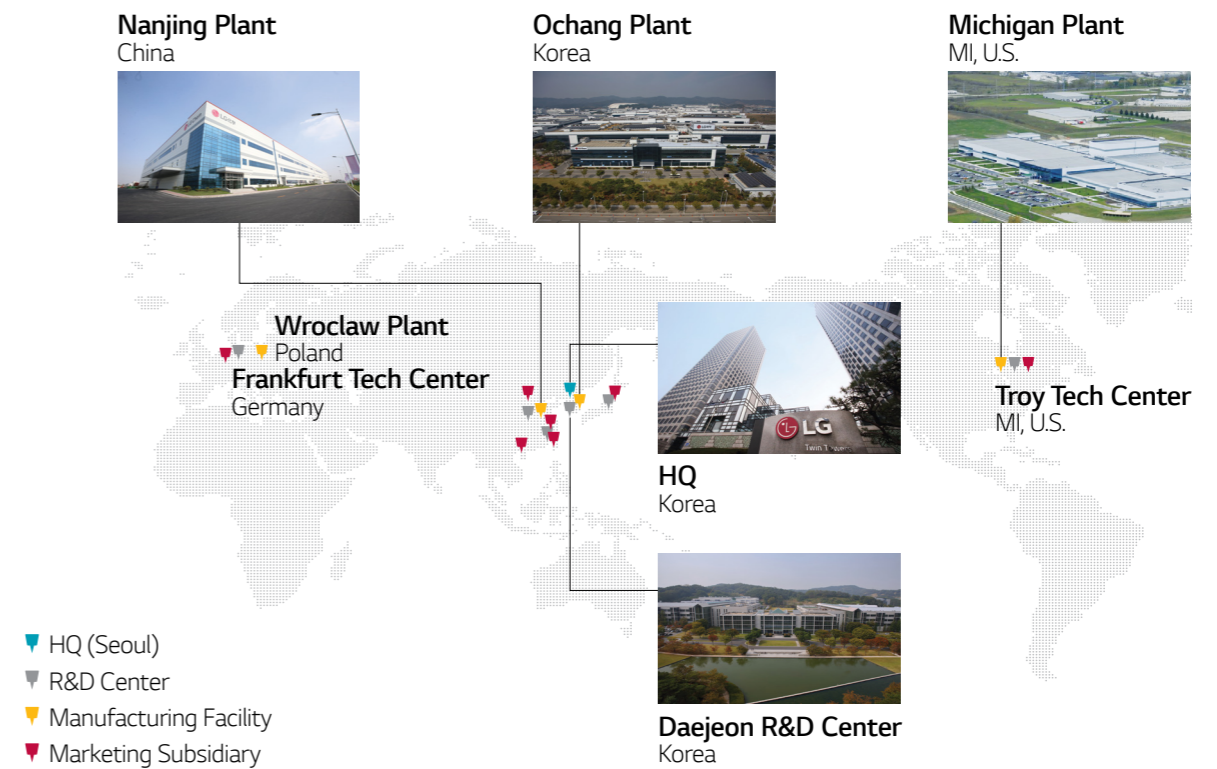 Nanjing Plant
China
Ochang Plant
Korea
Michigan Plant
MI, U.S.
Wroclaw Plant
Poland
Frankfurt Tech Center
Germany
Troy Tech Center
MI, U.S.
LG
HQ
Korea
Daejeon R&D Center
Korea
HQ (Seoul)
R&D Center
Manufacturing Facility
Marketing Subsidiary